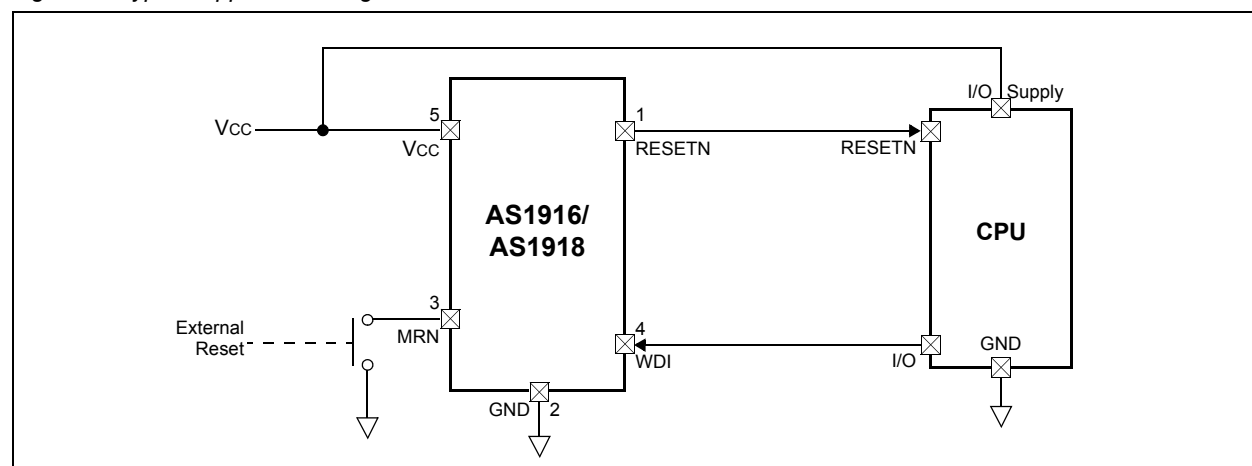 I/O Supply
5
1
VCC
VCC
RESETN
RESETN
AS1916/
AS1918
CPU
3
External
Reset
MRN
4
WDI
I/O
GND
GND
2